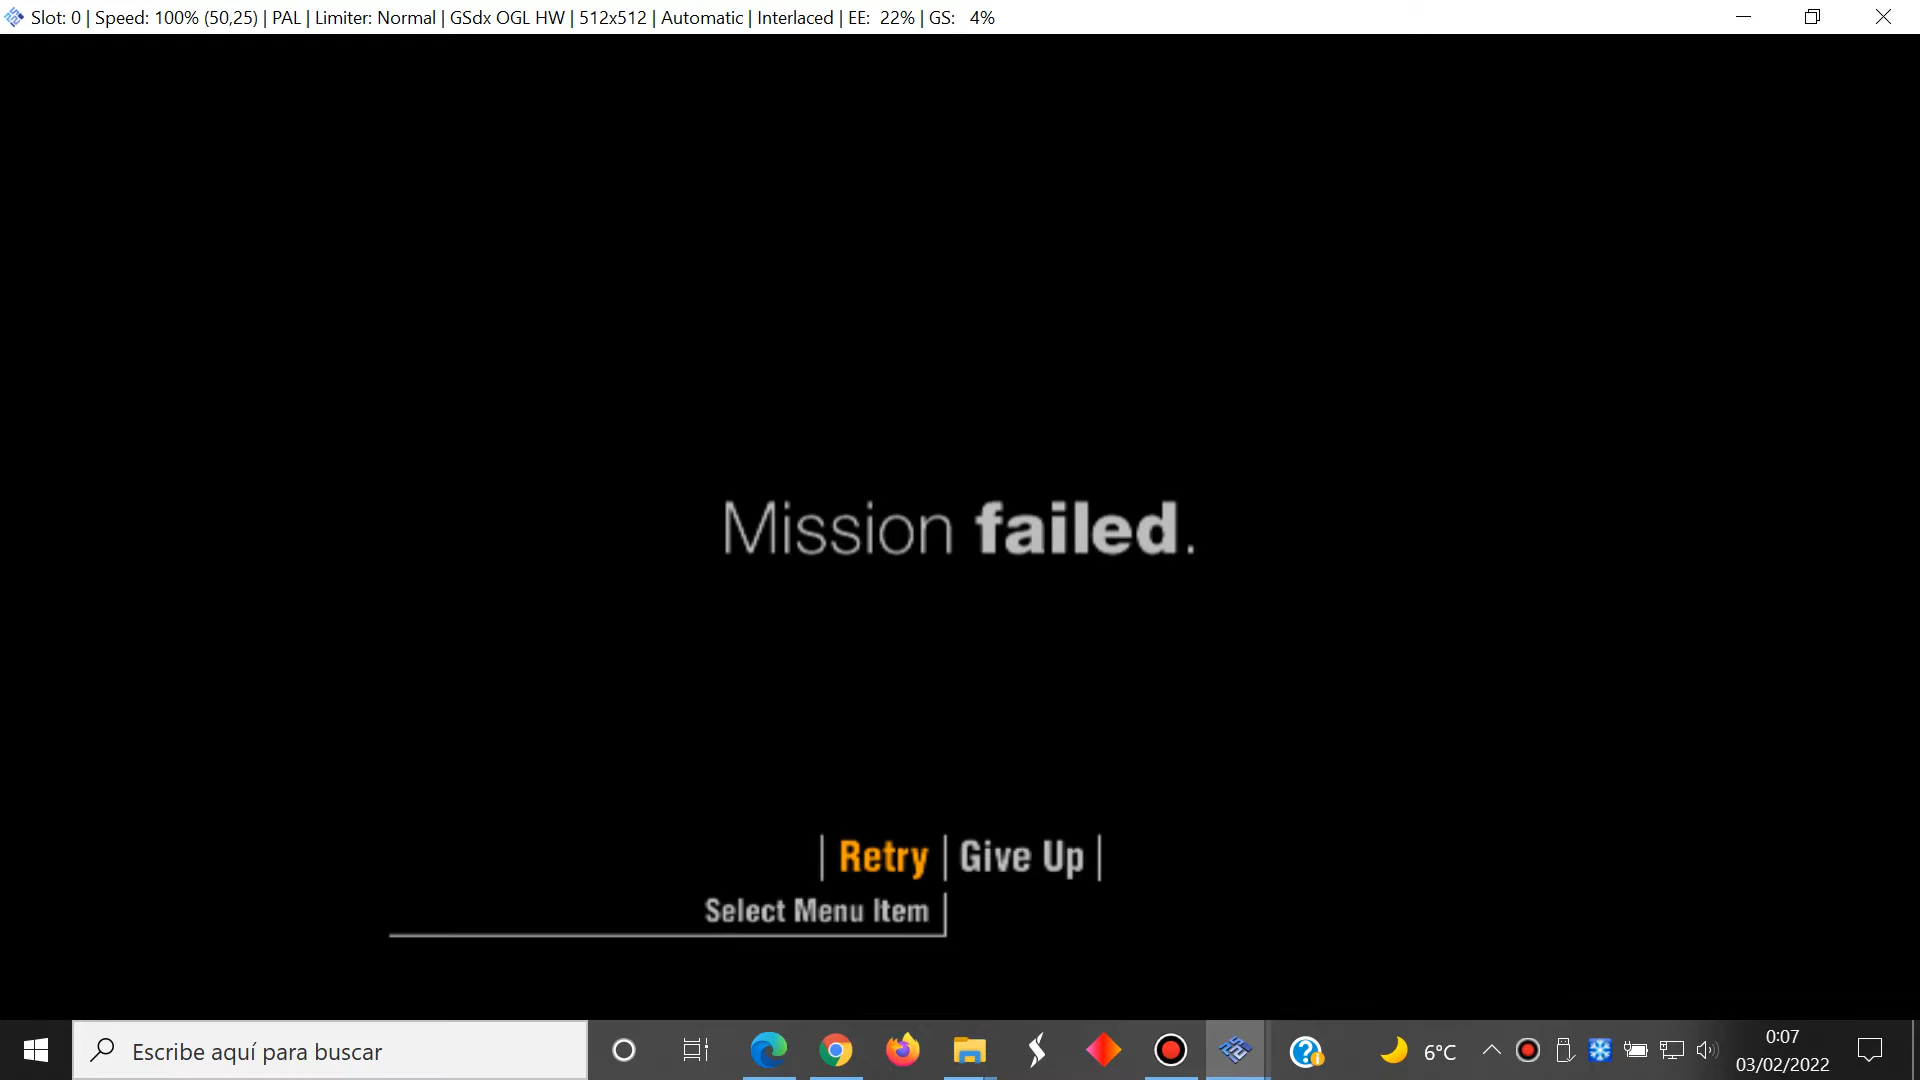 Slot: 0 | Speed: 100% (50,25) | PAL | Limiter: Normal | GSdx OGL HW | 512x512 | Automatic | Interlaced | EE: 22% | GS: 4%
Mission failed.
| Retry | Give Up |
Select Menu Item
Escribe aquí para buscar
6°C
0:07
03/02/2022